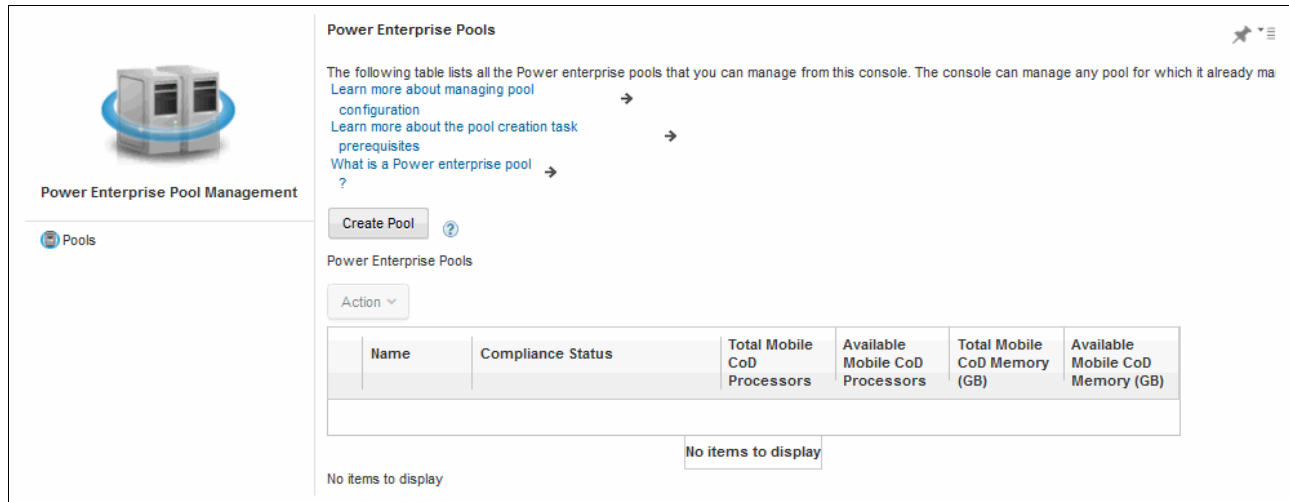 Power Enterprise Pools
The following table lists all the Power enterprise pools that you can manage from this console. The console can manage any pool for which it already ma
Learn more about managing pool
configuration
Learn more about the pool creation task
prerequisites
What is a Power enterprise pool
?
Power Enterprise Pool Management
Pools
Create Pool
?
Power Enterprise Pools
Action
Name
Compliance Status
Total Mobile
CoD
Processors
Available
Mobile CoD
Processors
Total Mobile
CoD Memory
(GB)
Available
Mobile CoD
Memory (GB)
No items to display
No items to display